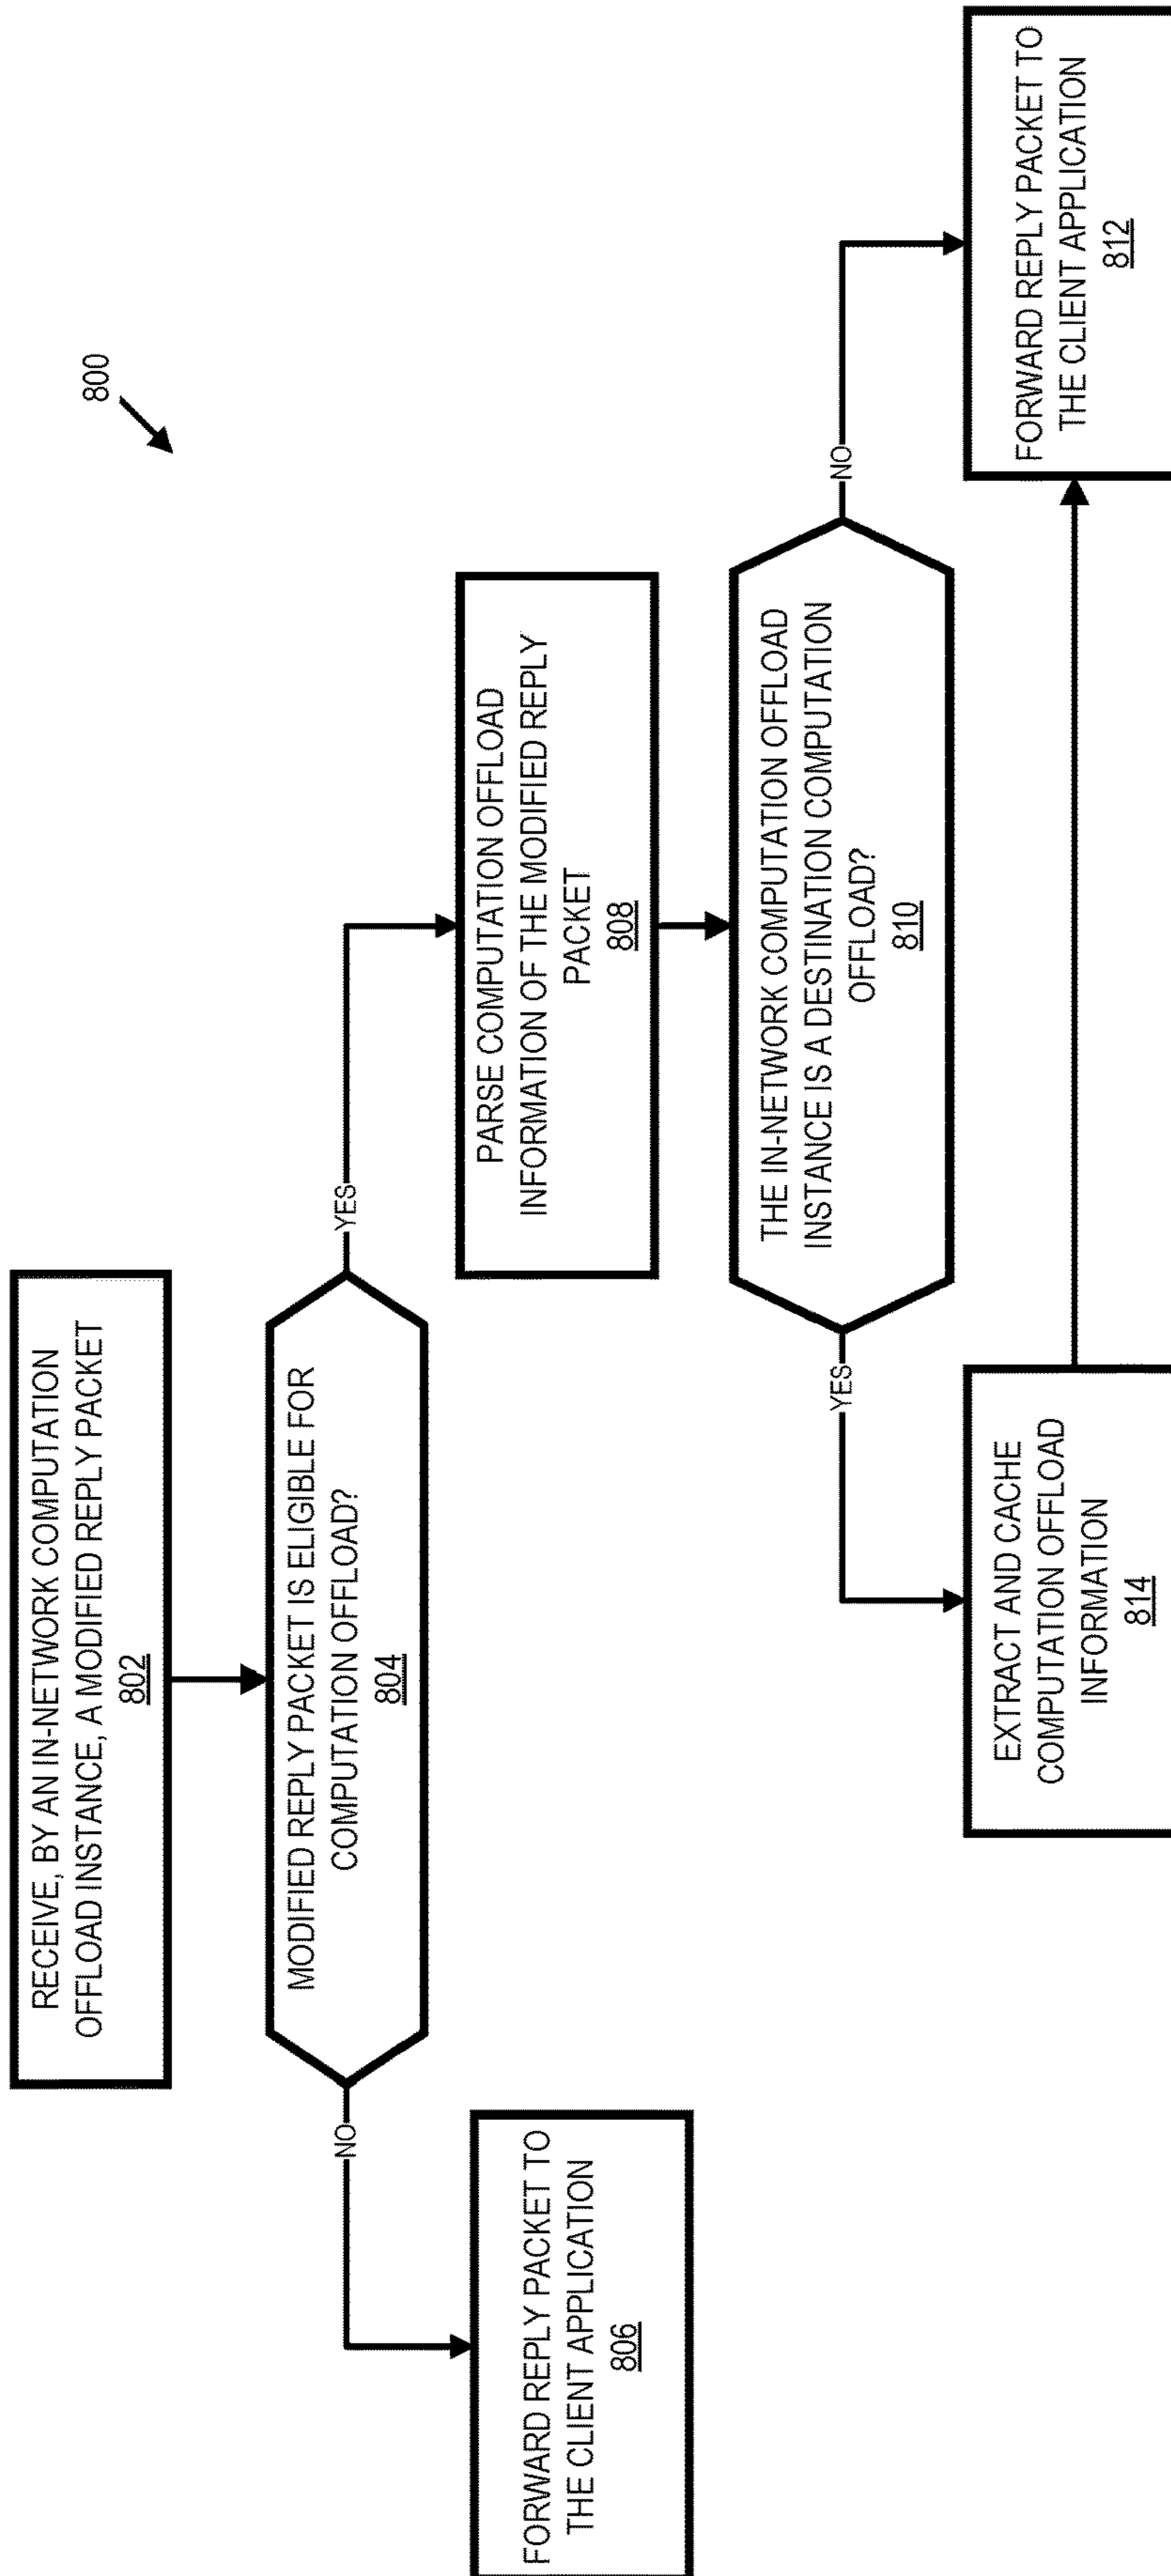 800
RECEIVE, BY AN IN-NETWORK COMPUTATION
OFFLOAD INSTANCE, A MODIFIED REPLY PACKET
802
MODIFIED REPLY PACKET IS ELIGIBLE FOR
COMPUTATION OFFLOAD?
804
NO
YES
FORWARD REPLY PACKET TO
THE CLIENT APPLICATION
806
PARSE COMPUTATION OFFLOAD
INFORMATION OF THE MODIFIED REPLY
PACKET
808
THE IN-NETWORK COMPUTATION OFFLOAD
INSTANCE IS A DESTINATION COMPUTATION
OFFLOAD?
810
YES
NO
EXTRACT AND CACHE
COMPUTATION OFFLOAD
INFORMATION
814
FORWARD REPLY PACKET TO
THE CLIENT APPLICATION
812